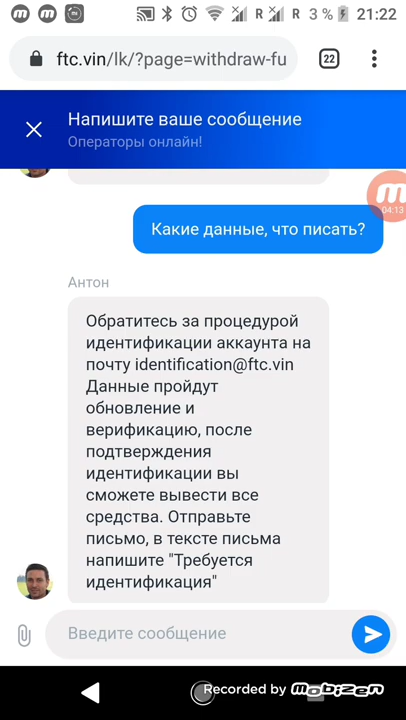 R R 3 % 21:22
ftc.vin/lk/?page=withdraw-fu 22
Напишите ваше сообщение
Операторы онлайн!
04:13
Какие данные, что писать?
Антон
Обратитесь за процедурой
идентификации аккаунта на
почту identification@ftc.vin
Данные пройдут
обновление и
верификацию, после
подтверждения
идентификации вы
сможете вывести все
средства. Отправьте
письмо, в тексте письма
напишите "Требуется
идентификация"
Введите сообщение
Recorded by mobizen